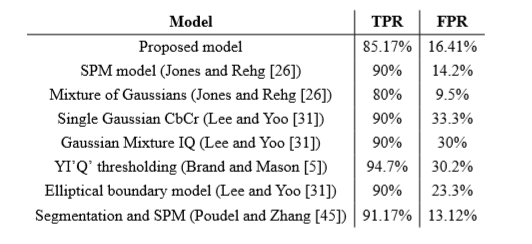 Model TPR FPR
Proposed model 85.17% 16.41%
SPM model (Jones and Rehg [26]) 90% 14.2%
Mixture of Gaussians (Jones and Rehg [26]) 80% 9.5%
Single Gaussian CbCr (Lee and Yoo [31]) 90% 33.3%
Gaussian Mixture IQ (Lee and Yoo [31]) 90% 30%
YI’Q’ thresholding (Brand and Mason [5]) 94.7% 30.2%
Elliptical boundary model (Lee and Yoo [31]) 90% 23.3%
Segmentation and SPM (Poudel and Zhang [45]) 91.17% 13.12%